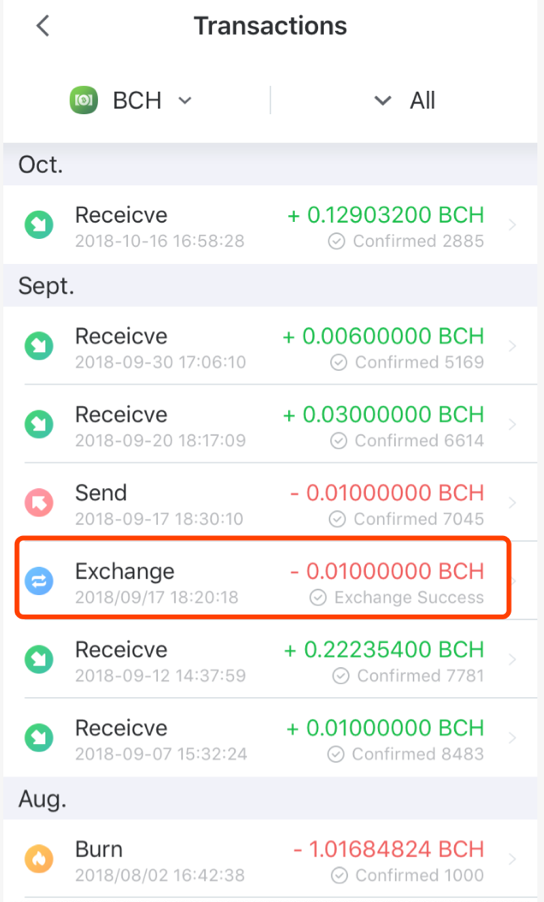 Transactions
BCH All
Oct.
Receicve + 0.12903200 BCH
2018-10-16 16:58:28 Confirmed 2885
Sept.
Receicve + 0.00600000 BCH
2018-09-30 17:06:10 Confirmed 5169
Receicve + 0.03000000 BCH
2018-09-20 18:17:09 Confirmed 6614
Send - 0.01000000 BCH
2018-09-17 18:30:10 Confirmed 7045
Exchange - 0.01000000 BCH
2018/09/17 18:20:18 Exchange Success
Receicve + 0.22235400 BCH
2018-09-12 14:37:59 Confirmed 7781
Receicve + 0.01000000 BCH
2018-09-07 15:32:24 Confirmed 8483
Aug.
Burn - 1.01684824 BCH
2018/08/02 16:42:38 Confirmed 1000